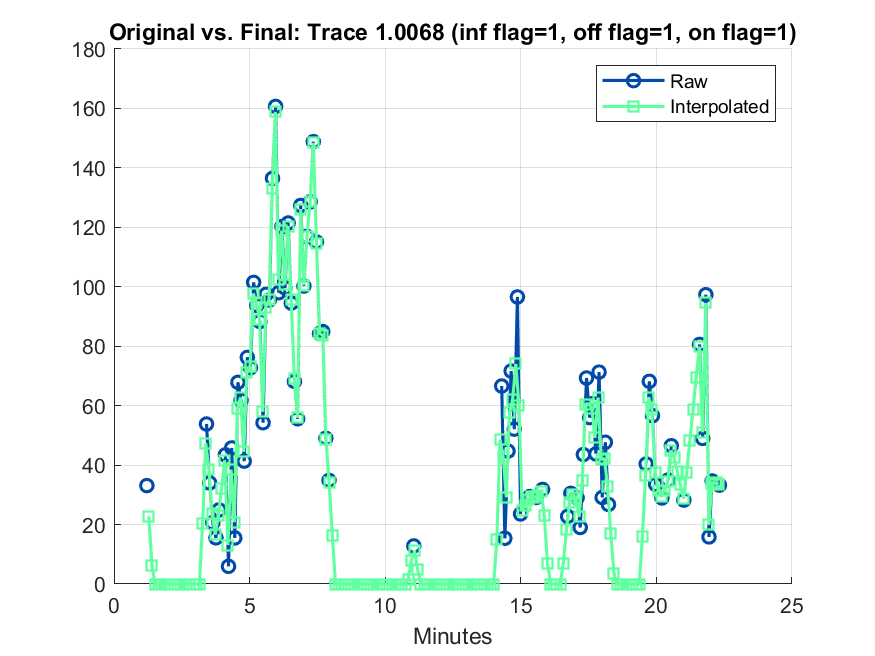 Original vs. Final: Trace 1.0068 (inf flag=1, off flag=1, on flag=1)
180
160
140
120
100
80
60
40
20
0
Raw
Interpolated
0 5 10 15 20 25
Minutes